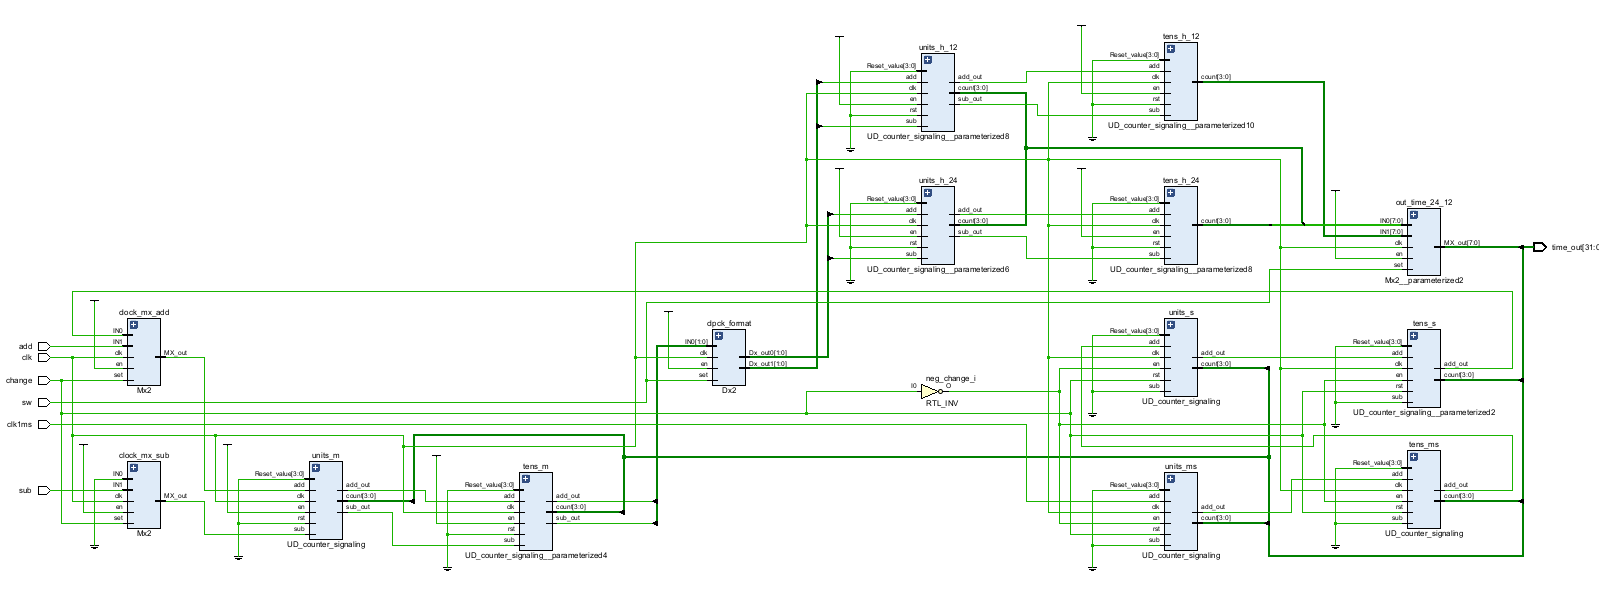 units_h_12
Reset_value[3:0]
add
clk
en
rst
sub
add_out
count[3:0]
sub_out
UD_counter_signaling__parameterized8
tens_h_12
Reset_value[3:0]
add
clk
en
rst
sub
count[3:0]
UD_counter_signaling__parameterized10
units_h_24
Reset_value[3:0]
add
clk
en
rst
sub
add_out
count[3:0]
sub_out
UD_counter_signaling__parameterized6
tens_h_24
Reset_value[3:0]
add
clk
en
rst
sub
count[3:0]
UD_counter_signaling__parameterized8
out_time_24_12
IN0[7:0]
IN1[7:0]
clk
en
set
MX_out[7:0]
Mx2__parameterized2
time_out[31:0
add
clk
change
sw
clk1ms
sub
clock_mx_add
IN0
IN1
clk
en
set
MX_out
Mx2
dpck_format
IN0[1:0]
clk
en
set
Dx_out0[1:0]
Dx_out1[1:0]
Dx2
neg_change_i
I0
O
RTL_INV
units_s
Reset_value[3:0]
add
clk
en
rst
sub
add_out
count[3:0]
UD_counter_signaling
tens_s
Reset_value[3:0]
add
clk
en
rst
sub
add_out
count[3:0]
UD_counter_signaling__parameterized2
clock_mx_sub
IN0
IN1
clk
en
set
MX_out
Mx2
units_m
Reset_value[3:0]
add
clk
en
rst
sub
add_out
count[3:0]
sub_out
UD_counter_signaling
tens_m
Reset_value[3:0]
add
clk
en
rst
sub
add_out
count[3:0]
sub_out
UD_counter_signaling__parameterized4
units_ms
Reset_value[3:0]
add
clk
en
rst
sub
add_out
count[3:0]
UD_counter_signaling
tens_ms
Reset_value[3:0]
add
clk
en
rst
sub
add_out
count[3:0]
UD_counter_signaling